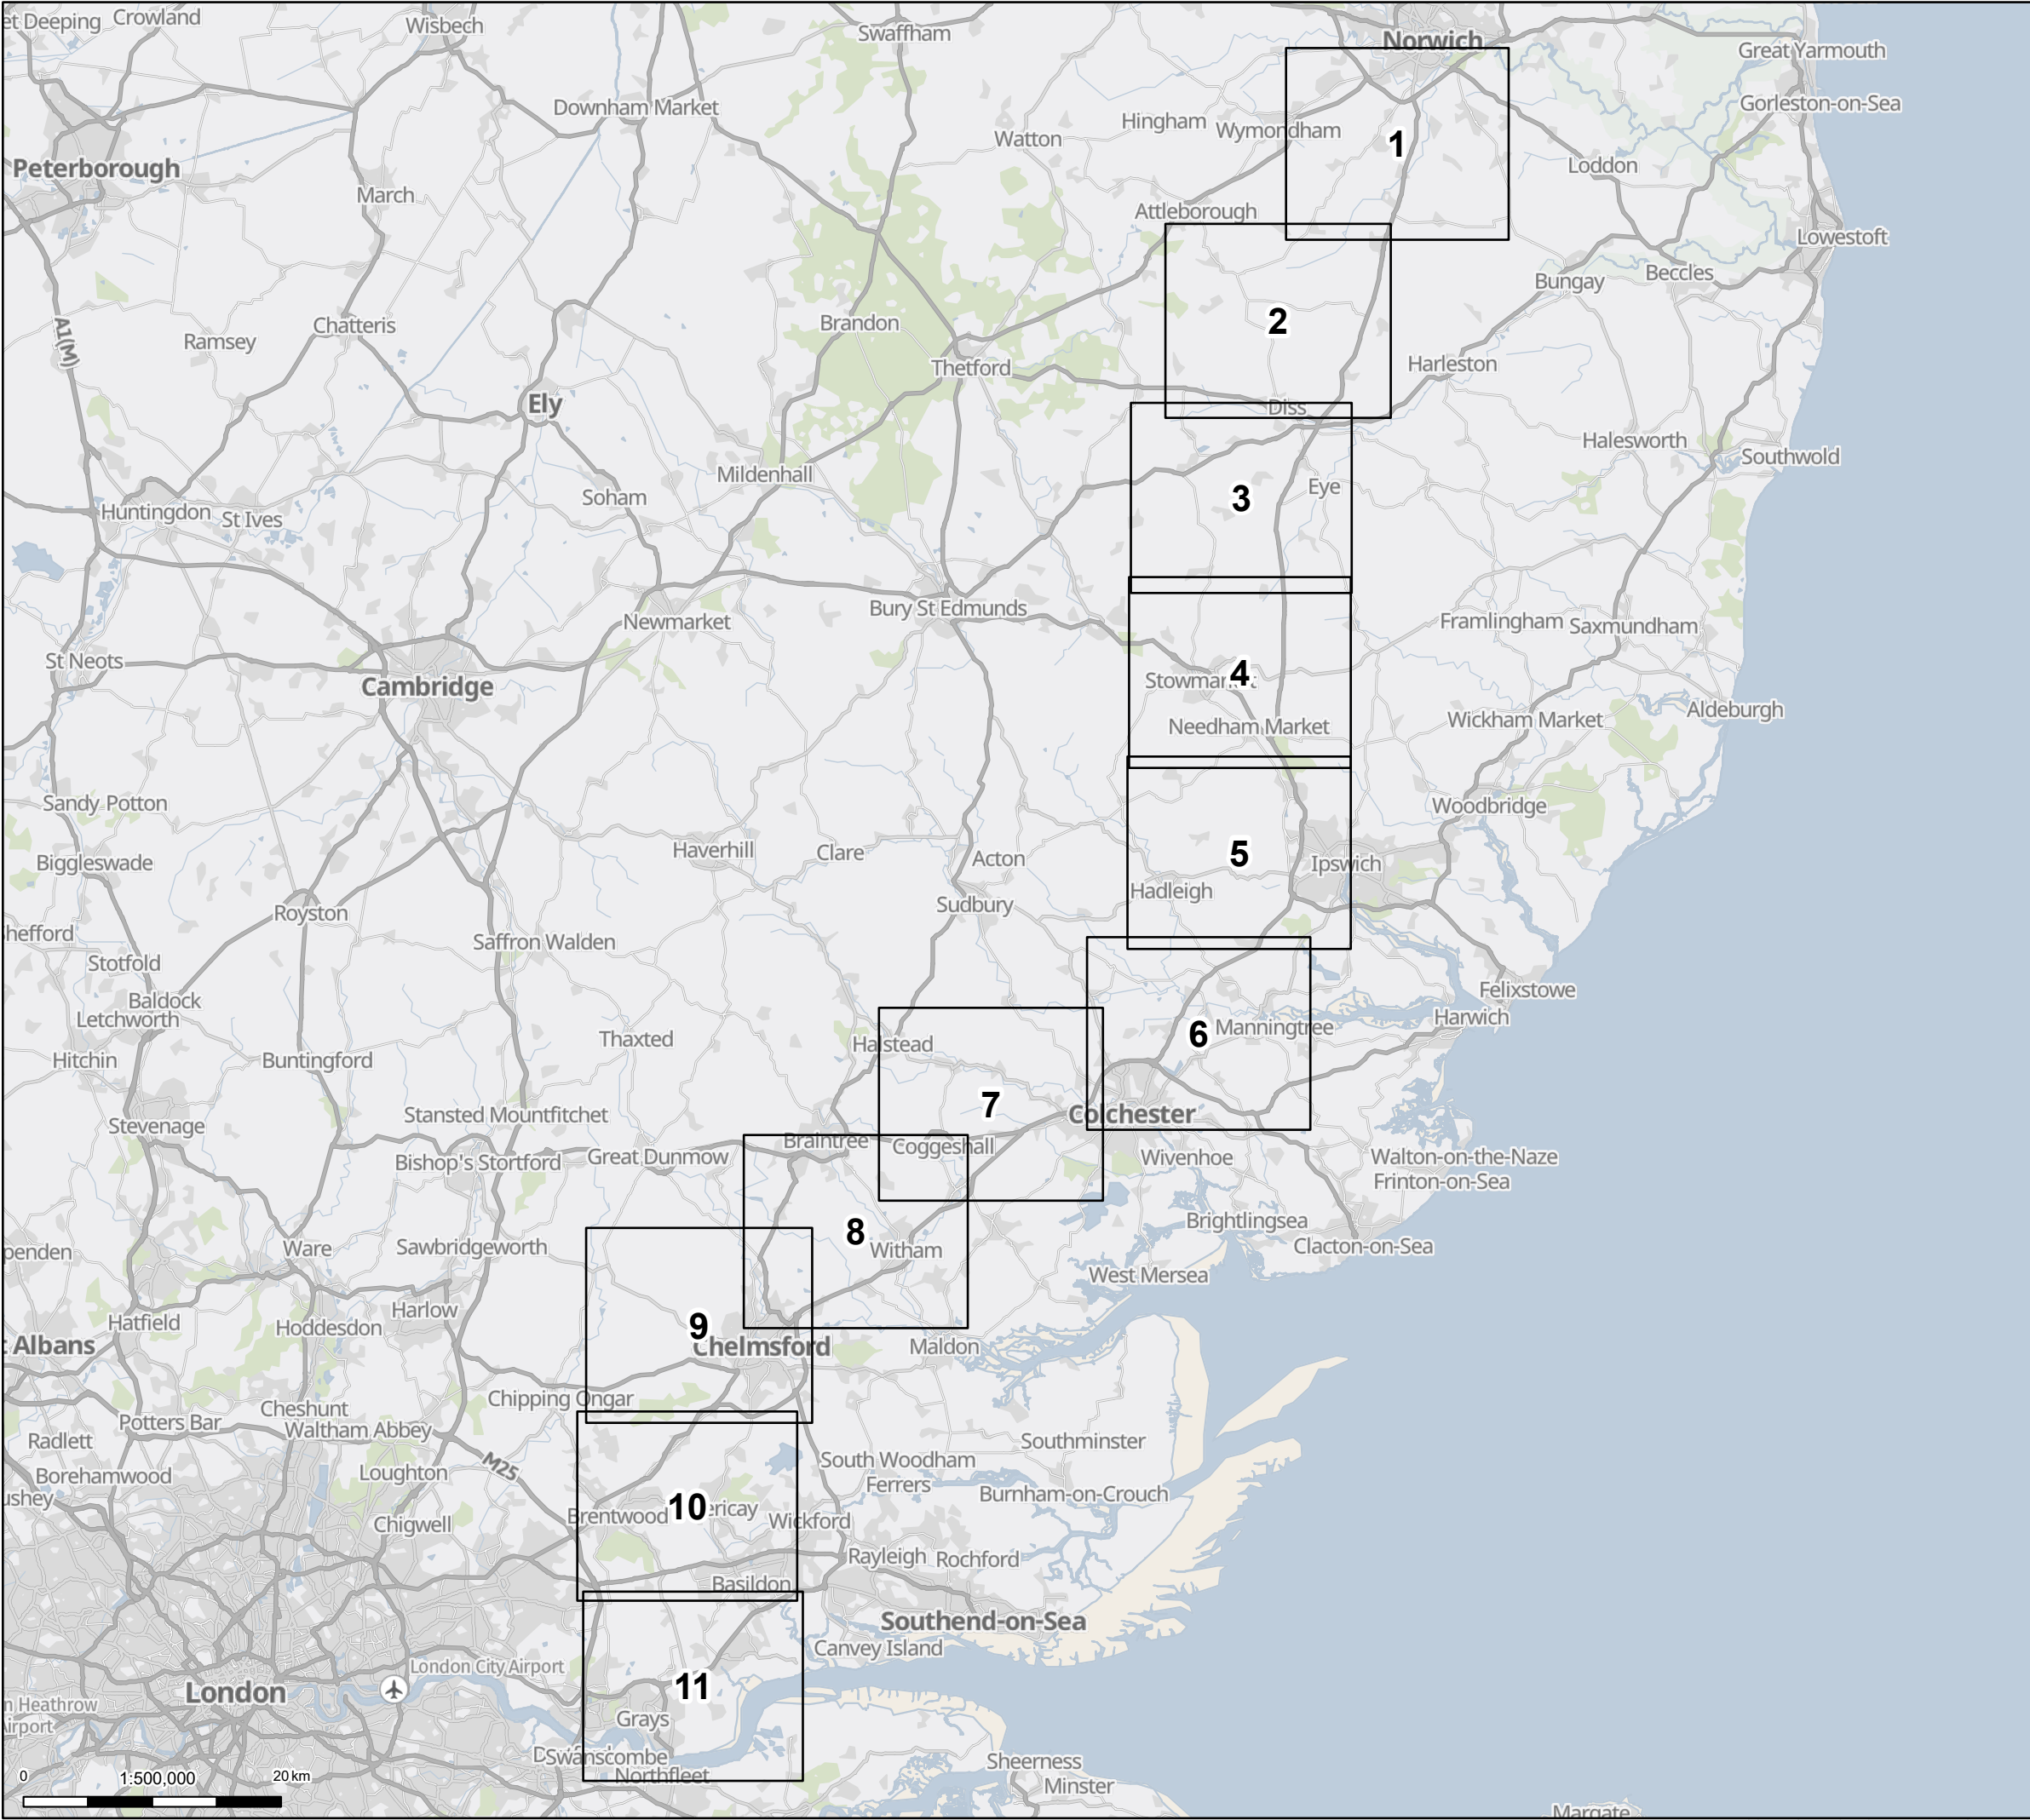 et Deeping
Crowland
Wisbech
Swaffham
Norwich
Great Yarmouth
Downham Market
Gorleston-on-Sea
Hingham
Wymondham
Watton
1
Peterborough
Loddon
March
Attleborough
Lowestoft
Beccles
Bungay
A1(M)
Ramsey
Chatteris
Brandon
2
Thetford
Harleston
Ely
Diss
Halesworth
Southwold
Mildenhall
Soham
Eye
3
Huntingdon
St Ives
Bury St Edmunds
Newmarket
Framlingham
Saxmundham
St Neots
Cambridge
Stowmarket
4
Aldeburgh
Wickham Market
Needham Market
Sandy Potton
Woodbridge
Biggleswade
Haverhill
Clare
Acton
5
Ipswich
Hadleigh
Royston
Sudbury
hefford
Saffron Walden
Stotfold
Baldock
Letchworth
Felixstowe
Harwich
Hitchin
Buntingford
Thaxted
Halstead
6
Manningtree
Stansted Mountfitchet
7
Colchester
Stevenage
Braintree
Coggeshall
Bishop's Stortford
Great Dunmow
Wivenhoe
Walton-on-the-Naze
Frinton-on-Sea
penden
Ware
Sawbridgeworth
8
Witham
Brightlingsea
Clacton-on-Sea
West Mersea
Hatfield
Hoddesdon
Harlow
9
Chelmsford
Maldon
t Albans
Chipping Ongar
Cheshunt
Potters Bar
Waltham Abbey
Radlett
M25
Southminster
Borehamwood
Loughton
South Woodham
Ferrers
Burnham-on-Crouch
ushey
Chigwell
Brentwood
10
ericay
Wickford
Rayleigh
Rochford
Basildon
Southend-on-Sea
Canvey Island
London City Airport
London
n Heathrow
Airport
11
Grays
Swanscombe
Northfleet
Sheerness
Minster
Margate
0
1:500,000
20 km